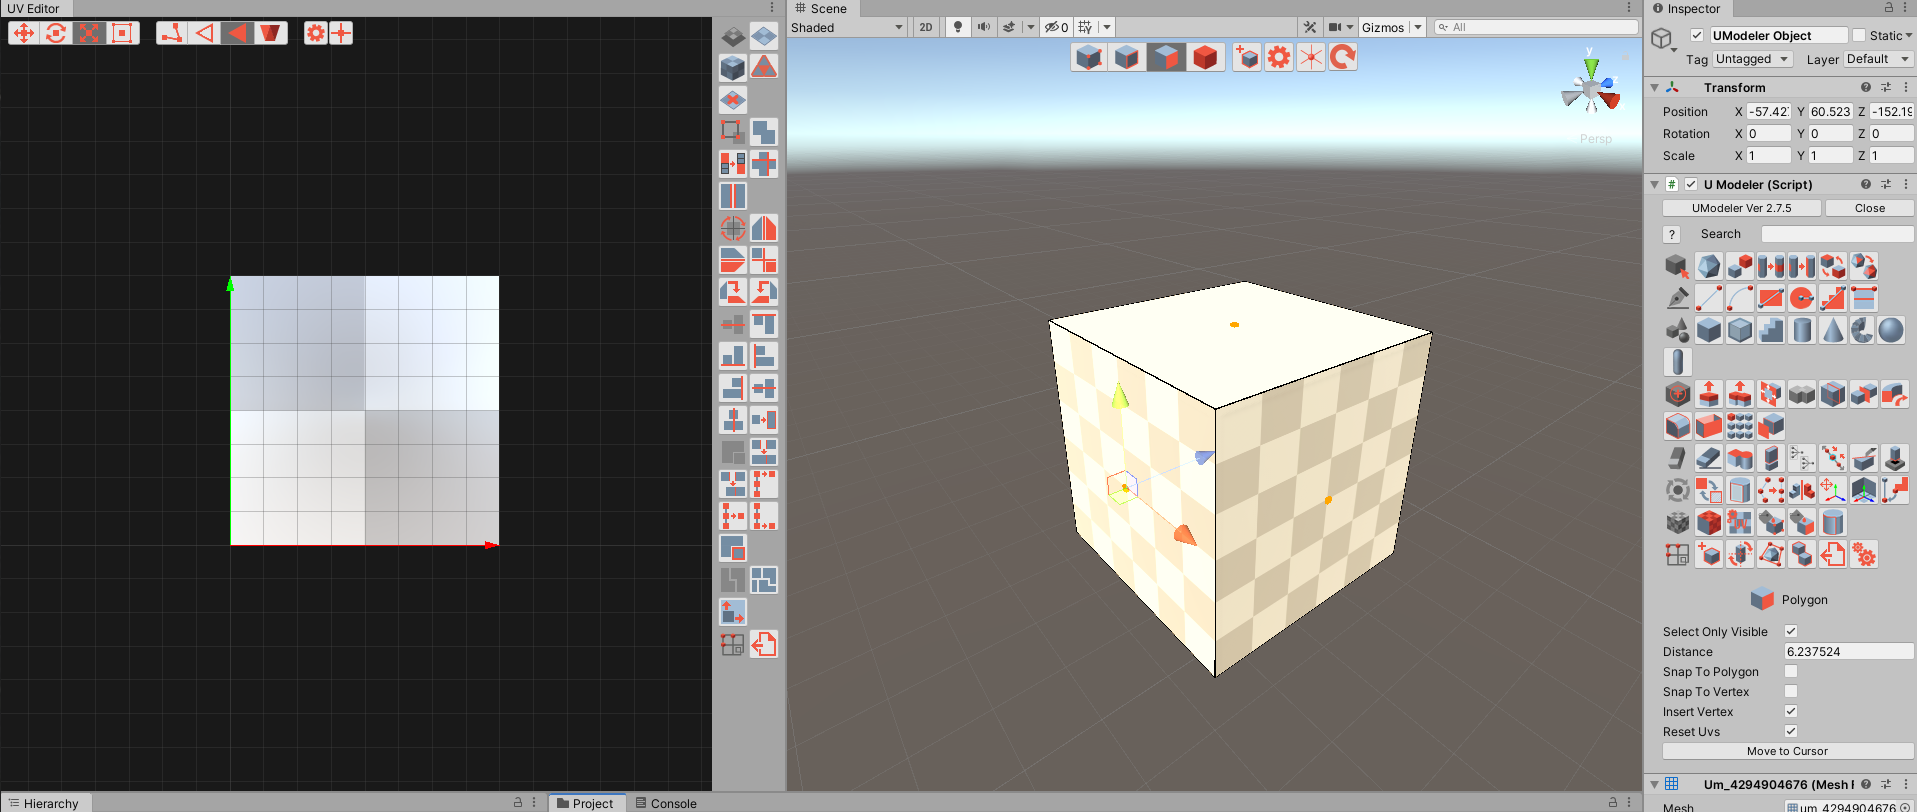 UV Editor
Scene
Inspector
Shaded
2D
0
Gizmos
All
UModeler Object
Static
Tag Untagged Layer Default
y
Persp
Transform
Position X -57.42 Y 60.523 Z -152.19
Rotation X 0 Y 0 Z 0
Scale X 1 Y 1 Z 1
U Modeler (Script)
UModeler Ver 2.7.5 Close
? Search
Polygon
Select Only Visible
Distance 6.237524
Snap To Polygon
Snap To Vertex
Insert Vertex
Reset Uvs
Move to Cursor
Um_4294904676 (Mesh F
Mesh um_4294904676
Hierarchy
Project
Console